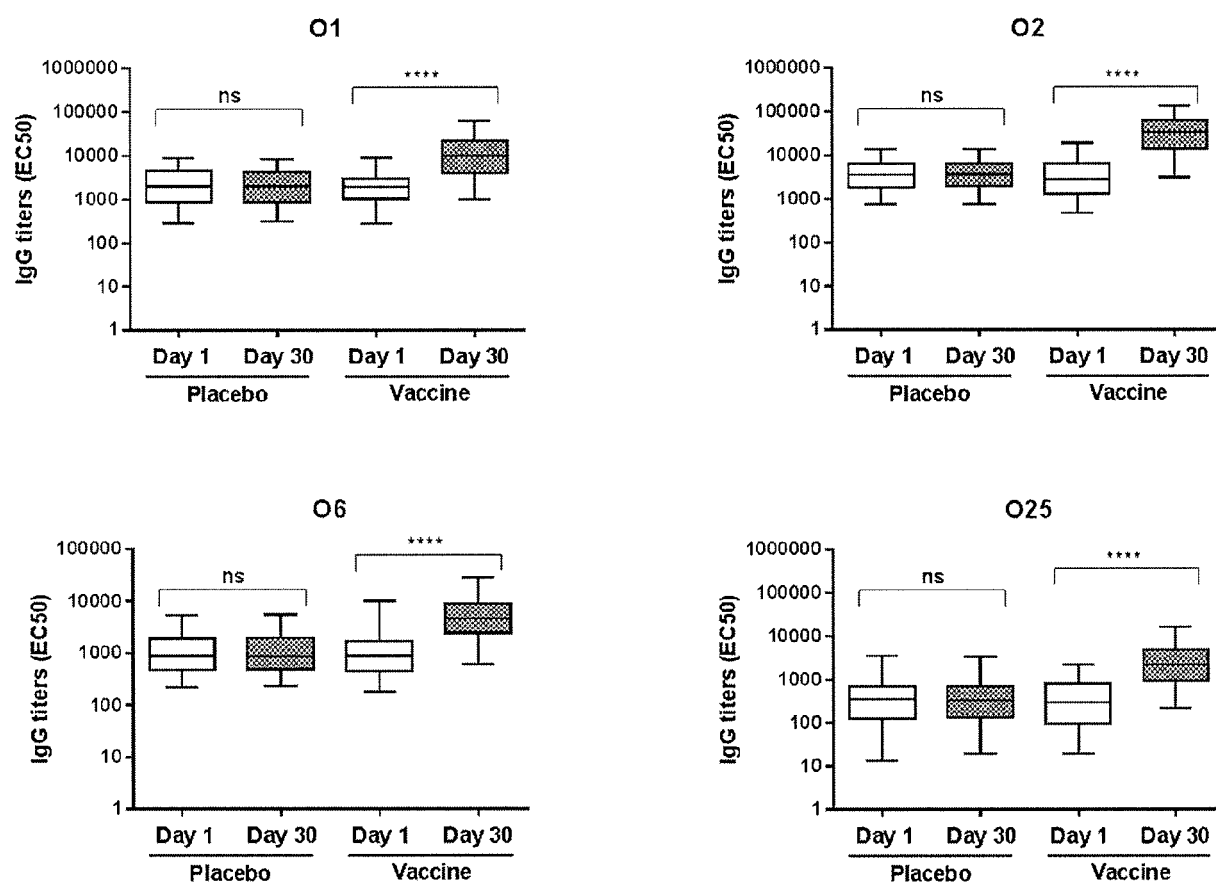 O1
IgG titers (EC50)
1000000
100000
10000
1000
100
10
1
ns
****
Day 1 Day 30 Day 1 Day 30
Placebo Vaccine
O2
IgG titers (EC50)
1000000
100000
10000
1000
100
10
1
ns
****
Day 1 Day 30 Day 1 Day 30
Placebo Vaccine
O6
IgG titers (EC50)
100000
10000
1000
100
10
1
ns
****
Day 1 Day 30 Day 1 Day 30
Placebo Vaccine
O25
IgG titers (EC50)
1000000
100000
10000
1000
100
10
1
ns
****
Day 1 Day 30 Day 1 Day 30
Placebo Vaccine